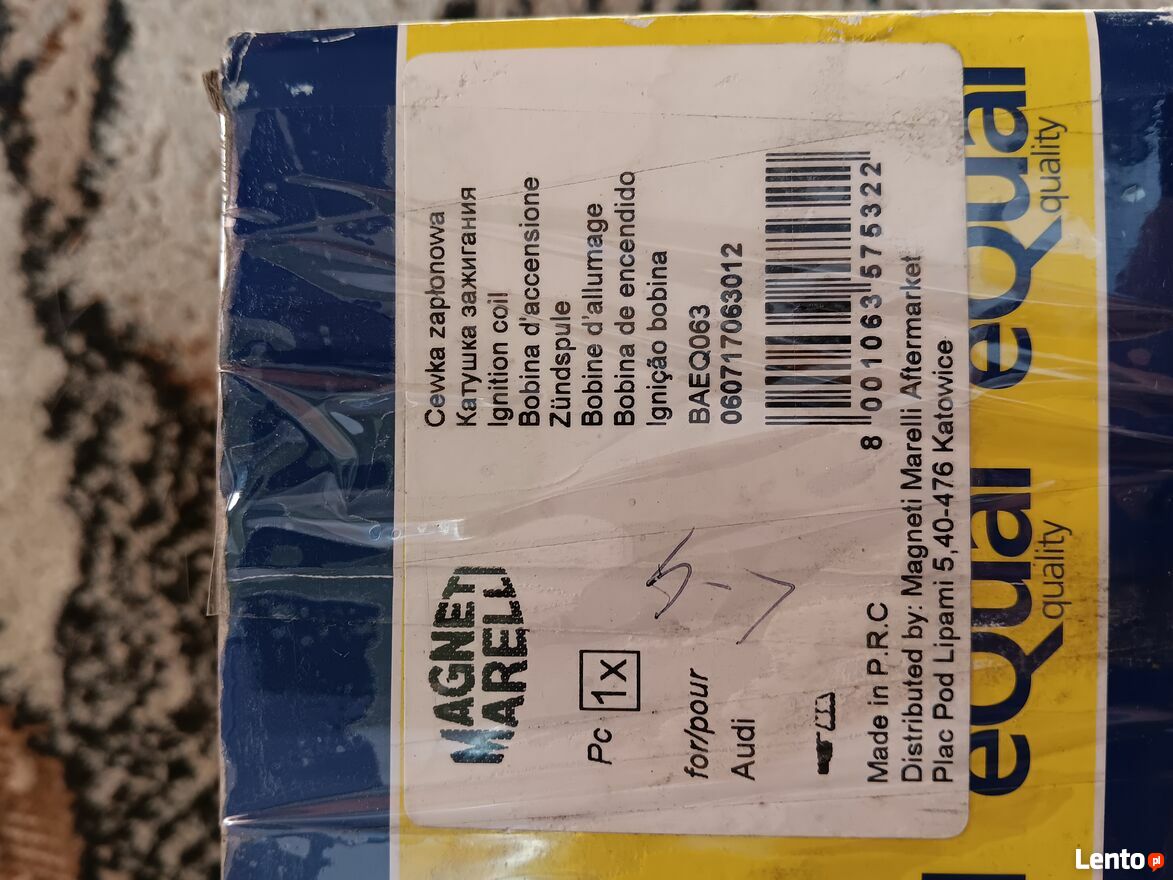 MAGNETI
MARELLI
Cewka zapłonowa
Катушка зажигания
Ignition coil
Bobina d'accensione
Zündspule
Bobine d'allumage
Bobina de encendido
Ignição bobina
BAEQ063
060717063012
8 001063 575322
Pc 1x
for/pour
Audi
Made in P.R.C
Distributed by: Magneti Marelli Aftermarket
Plac Pod Lipami 5,40-476 Katowice
eQual
quality
eQual
quality
Lento.pl